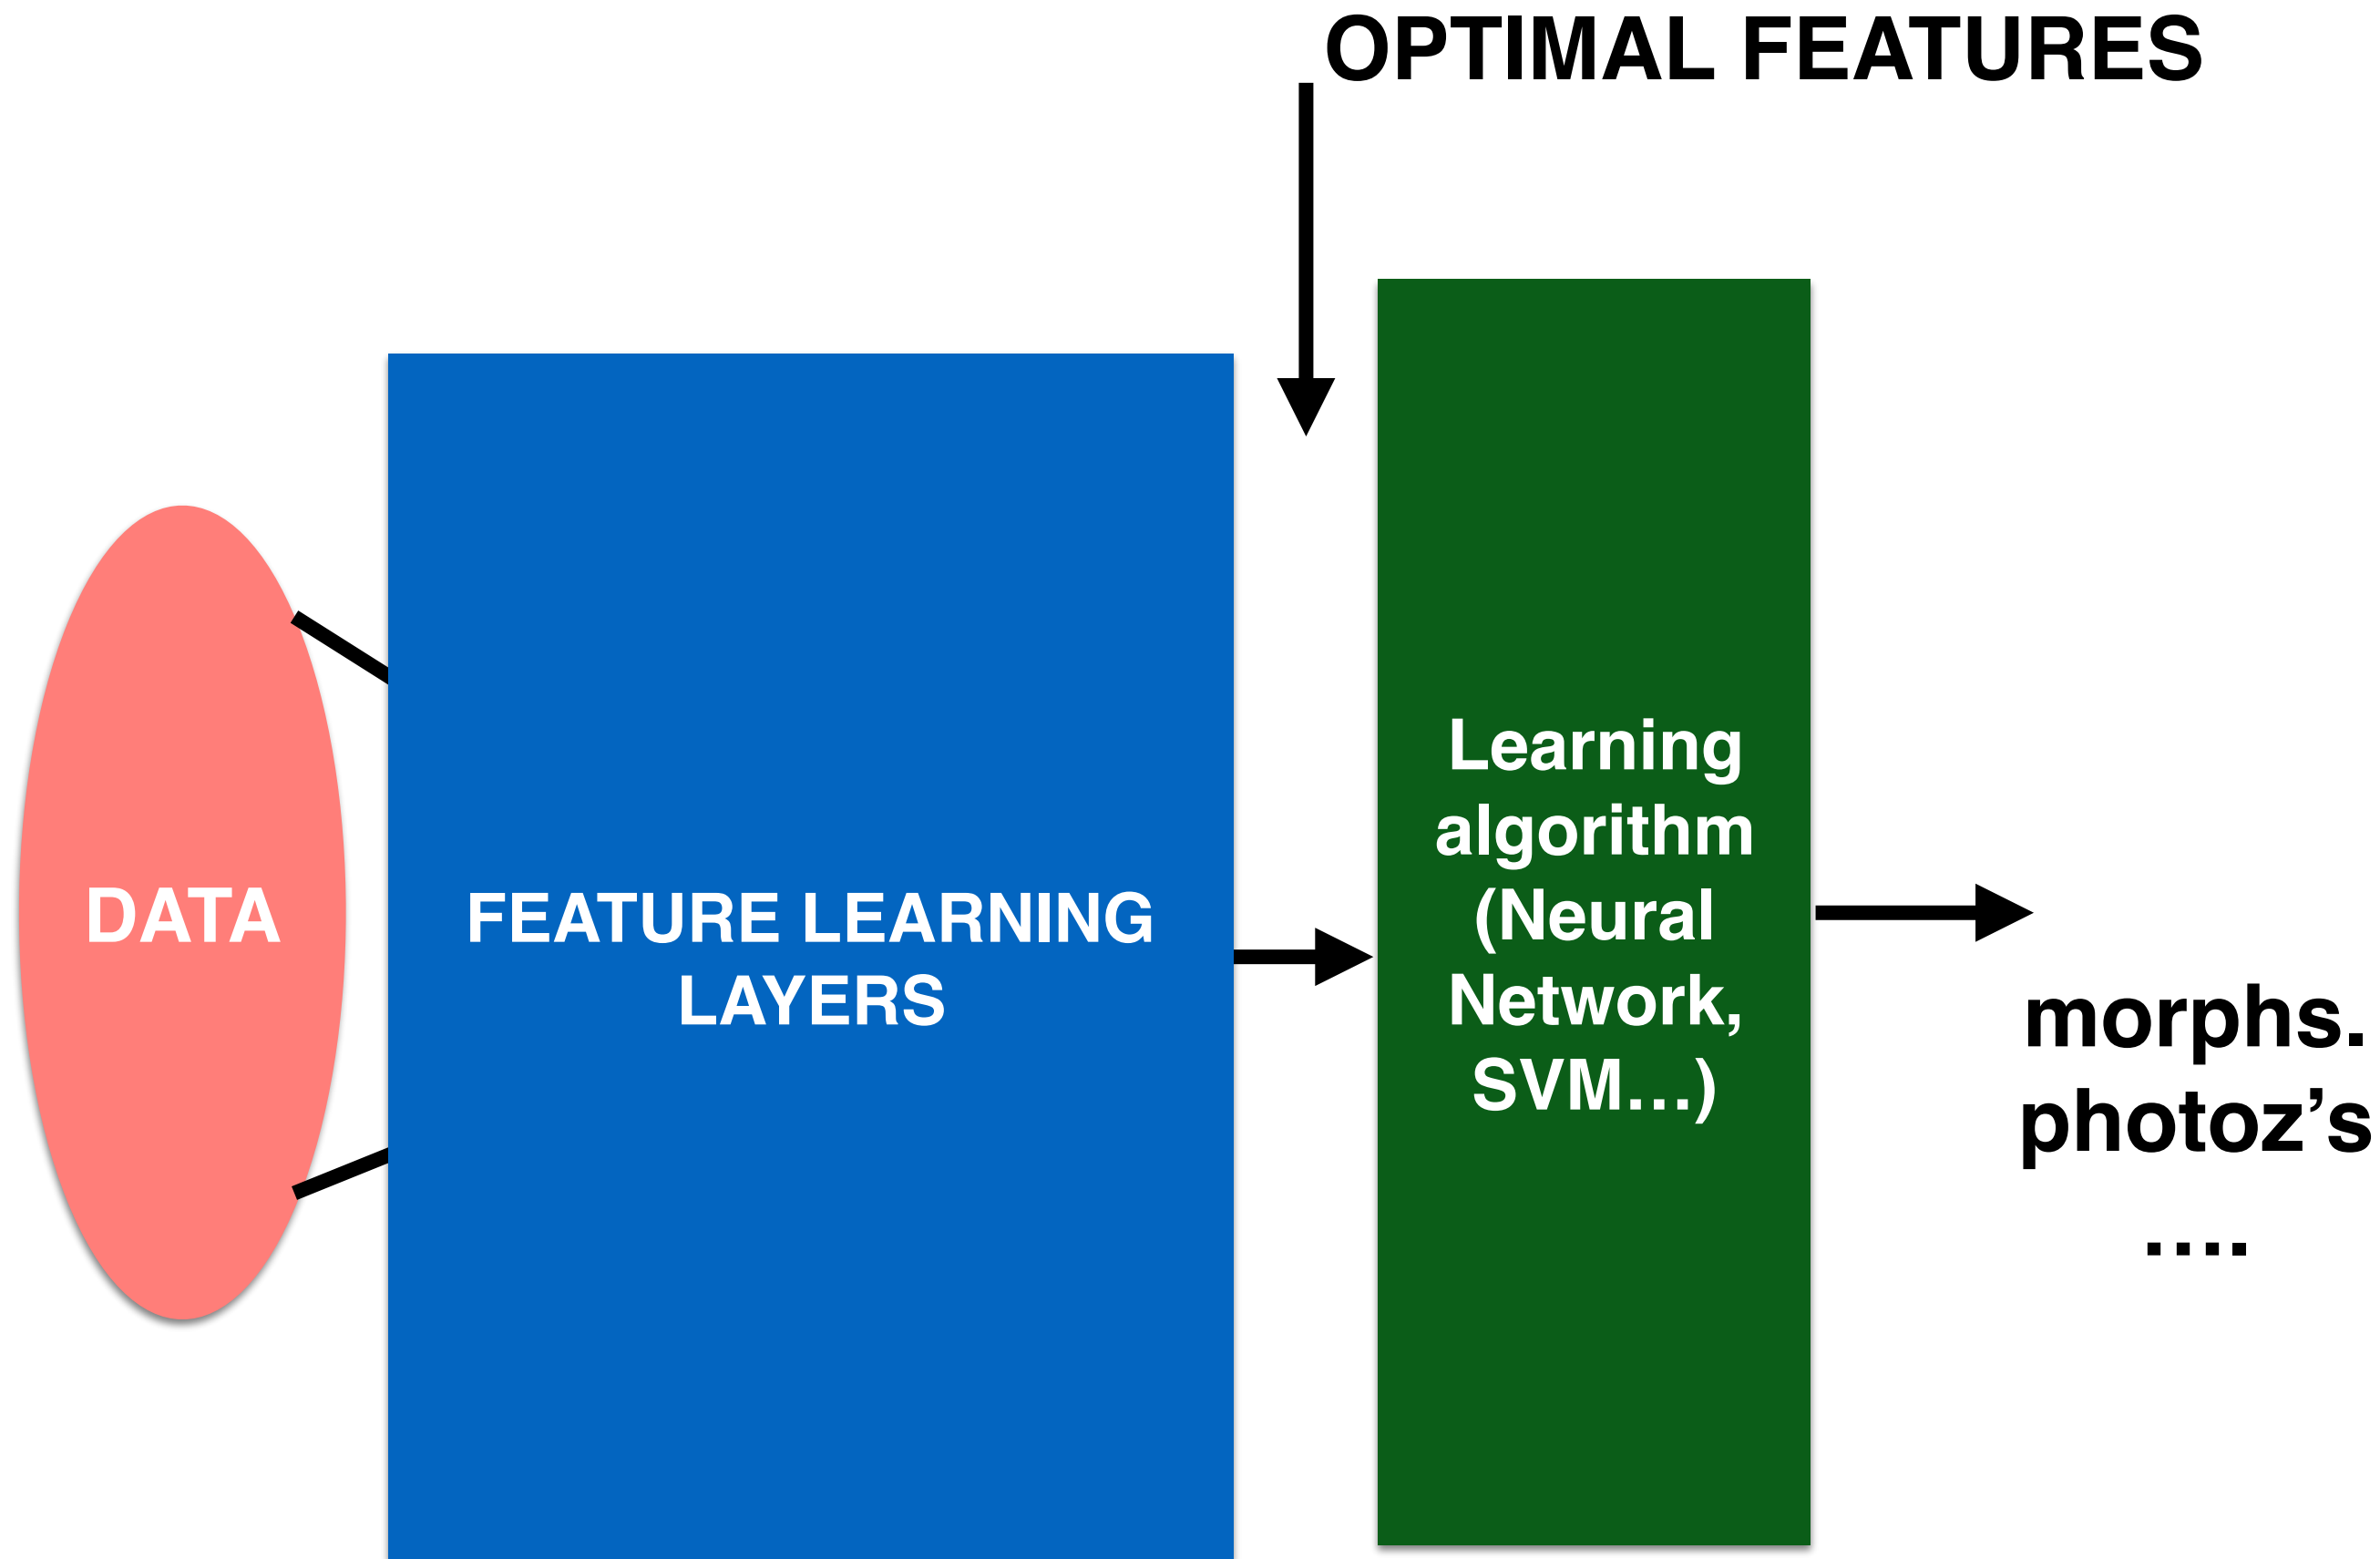 OPTIMAL FEATURES
DATA
FEATURE LEARNING
LAYERS
Learning
algorithm
(Neural
Network,
SVM...)
morphs.
photoz’s
....